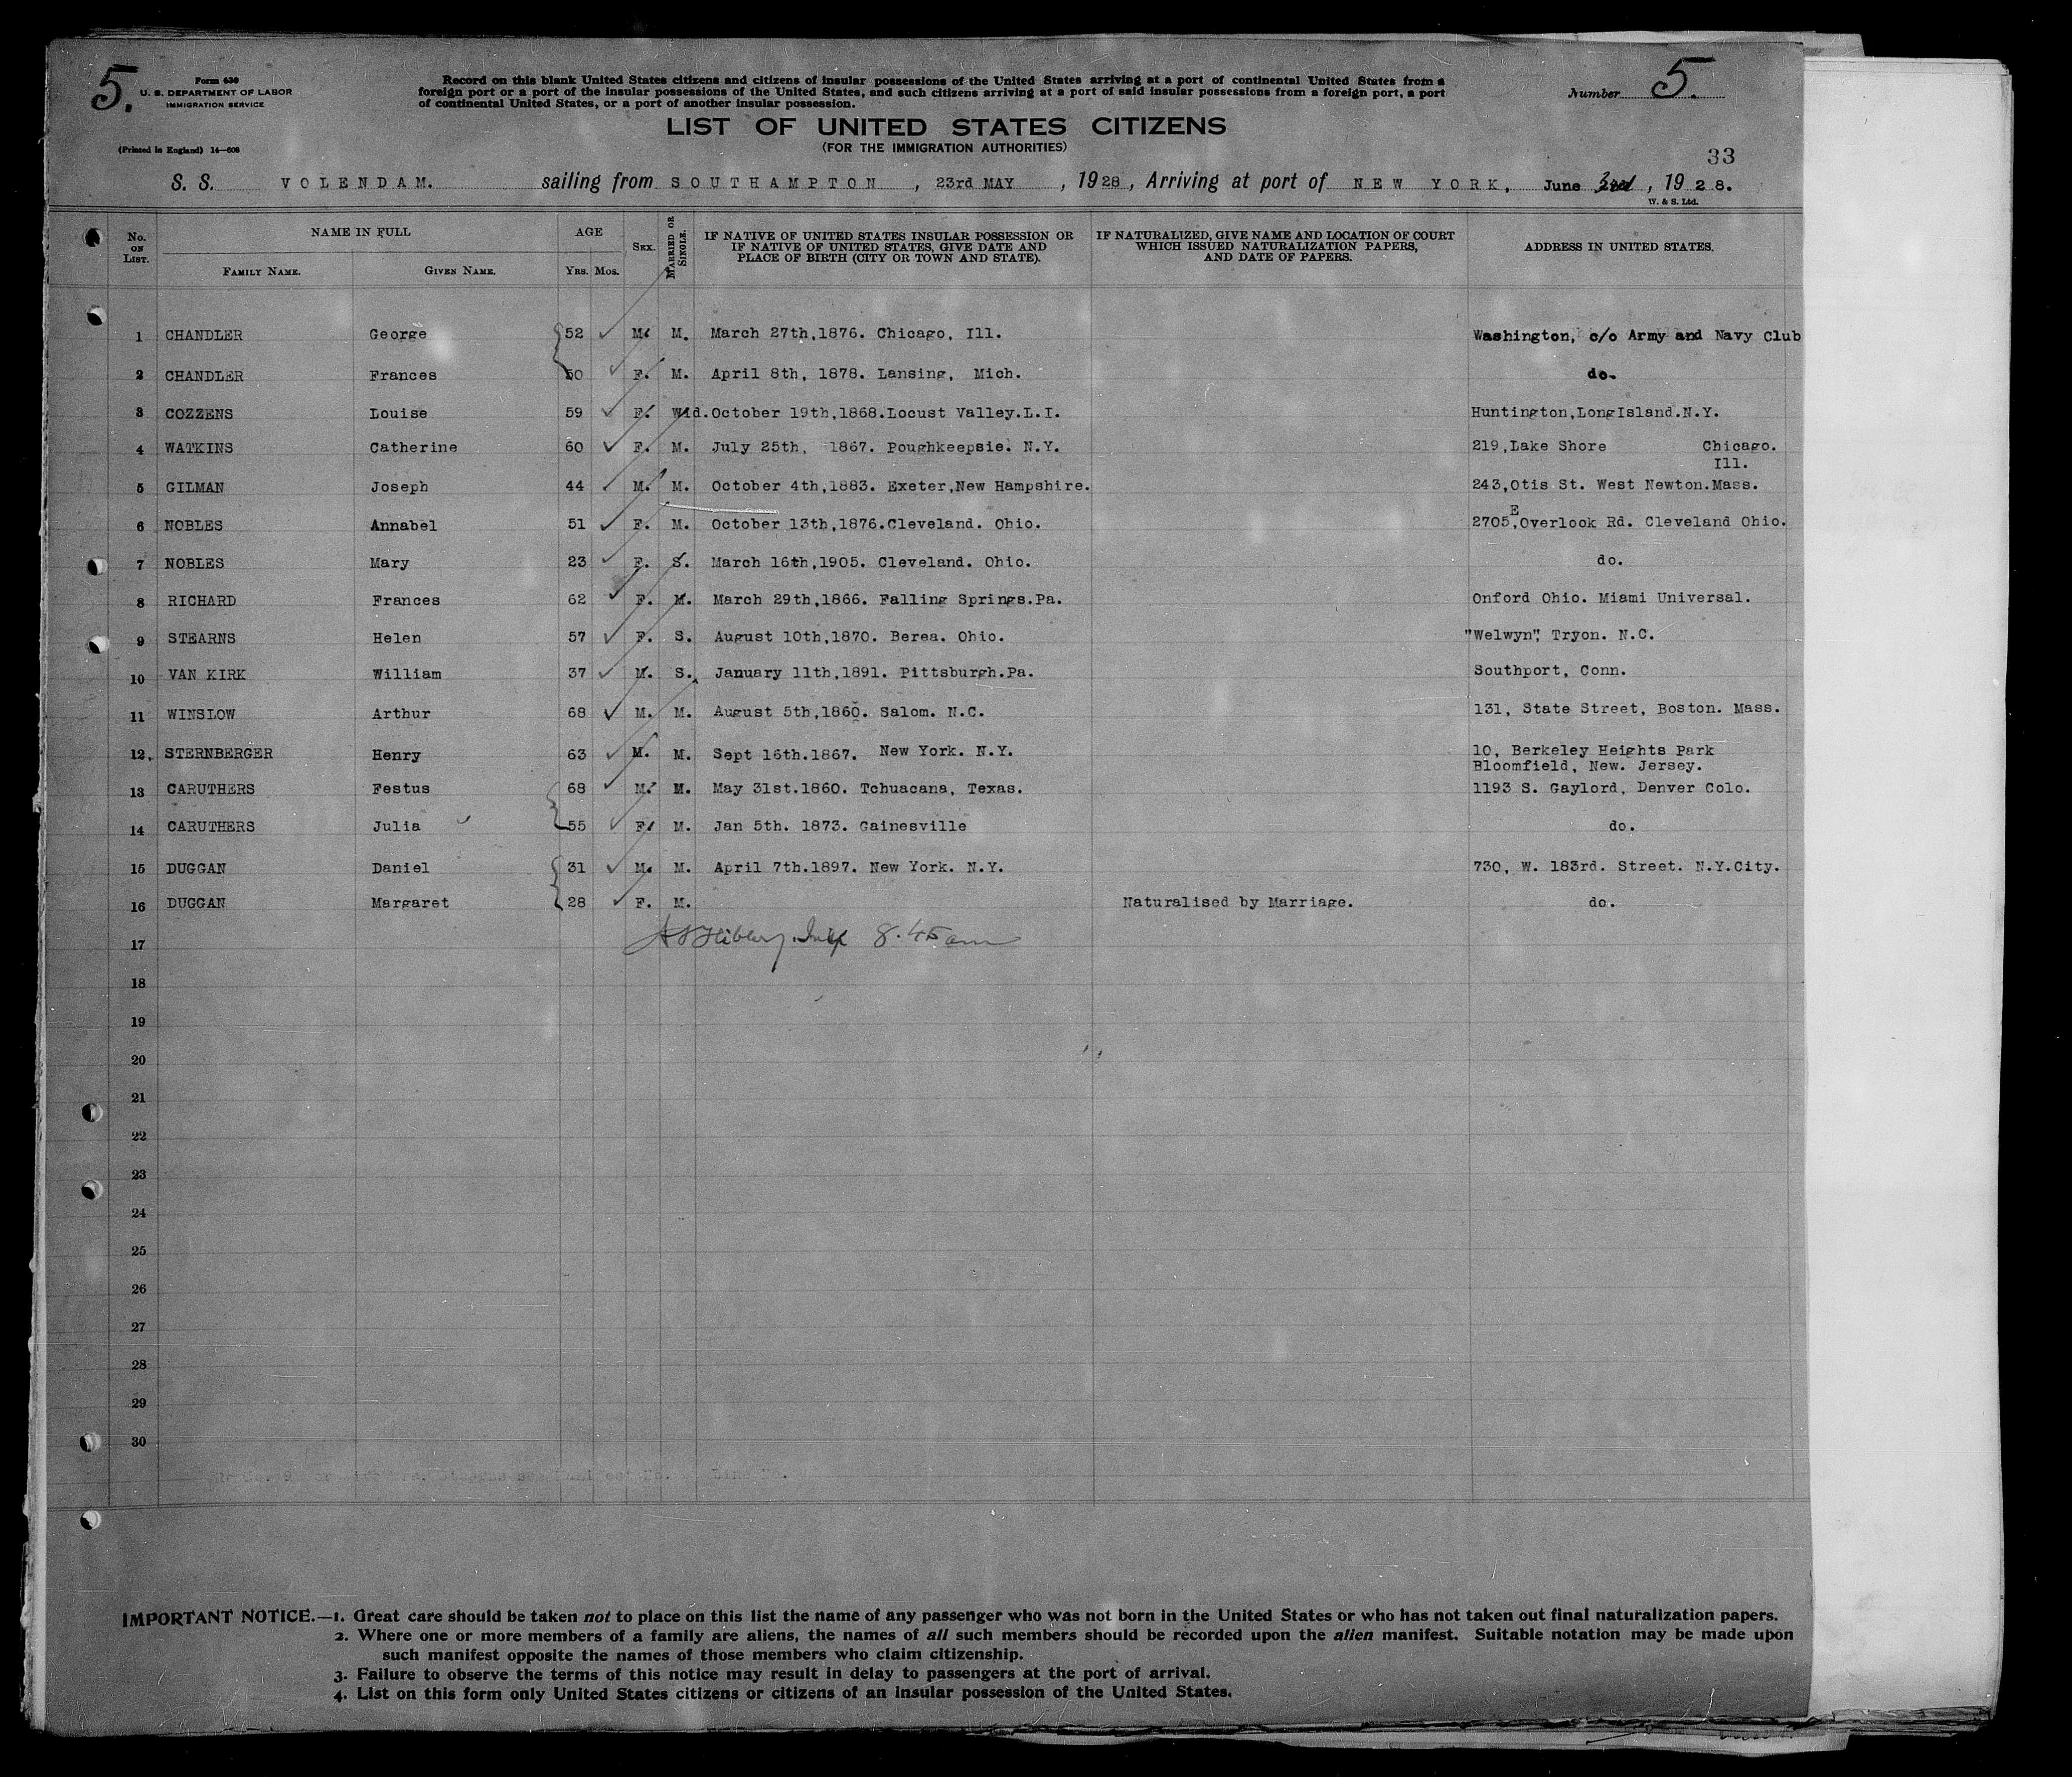 5.
Form 630
U. S. DEPARTMENT OF LABOR
IMMIGRATION SERVICE
(Printed in England) 14—608
Record on this blank United States citizens and citizens of insular possessions of the United States arriving at a port of continental United States from a
foreign port or a port of the insular possessions of the United States, and such citizens arriving at a port of said insular possessions from a foreign port, a port
of continental United States, or a port of another insular possession.
Number 5.
LIST OF UNITED STATES CITIZENS
(FOR THE IMMIGRATION AUTHORITIES)
33
S. S. VOLENDAM. sailing from SOUTHAMPTON, 23rd MAY, 1928, Arriving at port of NEW YORK, June 3rd, 1928.
W. & S. Ltd.
No. on List. NAME IN FULL AGE Sex. Married or Single. IF NATIVE OF UNITED STATES INSULAR POSSESSION OR IF NATIVE OF UNITED STATES, GIVE DATE AND PLACE OF BIRTH (CITY OR TOWN AND STATE). IF NATURALIZED, GIVE NAME AND LOCATION OF COURT WHICH ISSUED NATURALIZATION PAPERS, AND DATE OF PAPERS. ADDRESS IN UNITED STATES.
Family Name. Given Name. Yrs. Mos.
1 CHANDLER George 52 M. M. March 27th,1876. Chicago, Ill. Washington, c/o Army and Navy Club
2 CHANDLER Frances 50 F. M. April 8th, 1878. Lansing, Mich. do.
3 COZZENS Louise 59 F. Wid. October 19th,1868.Locust Valley.L.I. Huntington,LongIsland.N.Y.
4 WATKINS Catherine 60 F. M. July 25th, 1867. Poughkeepsie. N.Y. 219,Lake Shore Chicago.
Ill.
5 GILMAN Joseph 44 M. M. October 4th,1883. Exeter,New Hampshire. 243,Otis St. West Newton.Mass.
6 NOBLES Annabel 51 F. M. October 13th,1876.Cleveland. Ohio. 2705,E Overlook Rd. Cleveland Ohio.
7 NOBLES Mary 23 F. S. March 16th,1905. Cleveland. Ohio. do.
8 RICHARD Frances 62 F. M. March 29th,1866. Falling Springs.Pa. Onford Ohio. Miami Universal.
9 STEARNS Helen 57 F. S. August 10th,1870. Berea. Ohio. "Welwyn", Tryon. N.C.
10 VAN KIRK William 37 M. S. January 11th,1891. Pittsburgh.Pa. Southport, Conn.
11 WINSLOW Arthur 68 M. M. August 5th,1860. Salom. N.C. 131, State Street, Boston. Mass.
12. STERNBERGER Henry 63 M. M. Sept 16th.1867. New York. N.Y. 10, Berkeley Heights Park
Bloomfield, New. Jersey.
13 CARUTHERS Festus 68 M. M. May 31st.1860. Tchuacana, Texas. 1193 S. Gaylord, Denver Colo.
14 CARUTHERS Julia 55 F. M. Jan 5th. 1873. Gainesville do.
15 DUGGAN Daniel 31 M. M. April 7th.1897. New York. N.Y. 730, W. 183rd. Street. N.Y.City.
16 DUGGAN Margaret 28 F. M. Naturalised by Marriage. do.
17 8.45 am
18
19
20
21
22
23
24
25
26
27
28
29
30
IMPORTANT NOTICE.—1. Great care should be taken not to place on this list the name of any passenger who was not born in the United States or who has not taken out final naturalization papers.
2. Where one or more members of a family are aliens, the names of all such members should be recorded upon the alien manifest. Suitable notation may be made upon
such manifest opposite the names of those members who claim citizenship.
3. Failure to observe the terms of this notice may result in delay to passengers at the port of arrival.
4. List on this form only United States citizens or citizens of an insular possession of the United States.